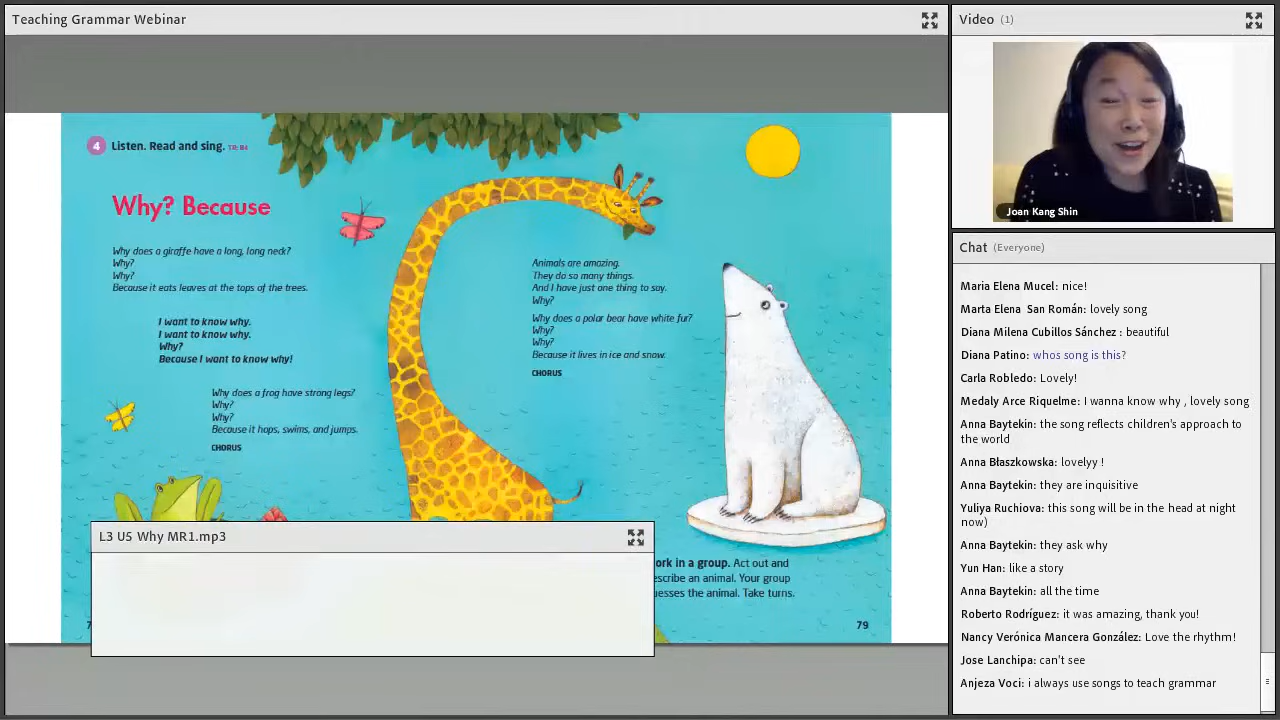 Teaching Grammar Webinar
4 Listen. Read and sing. TR: B4
Why? Because
Why does a giraffe have a long, long neck?
Why?
Why?
Because it eats leaves at the tops of the trees.
I want to know why.
I want to know why.
Why?
Because I want to know why!
Why does a frog have strong legs?
Why?
Why?
Because it hops, swims, and jumps.
CHORUS
Animals are amazing.
They do so many things.
And I have just one thing to say.
Why?
Why does a polar bear have white fur?
Why?
Why?
Because it lives in ice and snow.
CHORUS
ork in a group. Act out and
escribe an animal. Your group
uesses the animal. Take turns.
79
L3 U5 Why MR1.mp3
Video (1)
Joan Kang Shin
Chat (Everyone)
Maria Elena Mucel: nice!
Marta Elena San Román: lovely song
Diana Milena Cubillos Sánchez : beautiful
Diana Patino: whos song is this?
Carla Robledo: Lovely!
Medaly Arce Riquelme: I wanna know why , lovely song
Anna Baytekin: the song reflects children's approach to
the world
Anna Błaszkowska: lovelyy !
Anna Baytekin: they are inquisitive
Yuliya Ruchiova: this song will be in the head at night
now)
Anna Baytekin: they ask why
Yun Han: like a story
Anna Baytekin: all the time
Roberto Rodríguez: it was amazing, thank you!
Nancy Verónica Mancera González: Love the rhythm!
Jose Lanchipa: can't see
Anjeza Voci: i always use songs to teach grammar